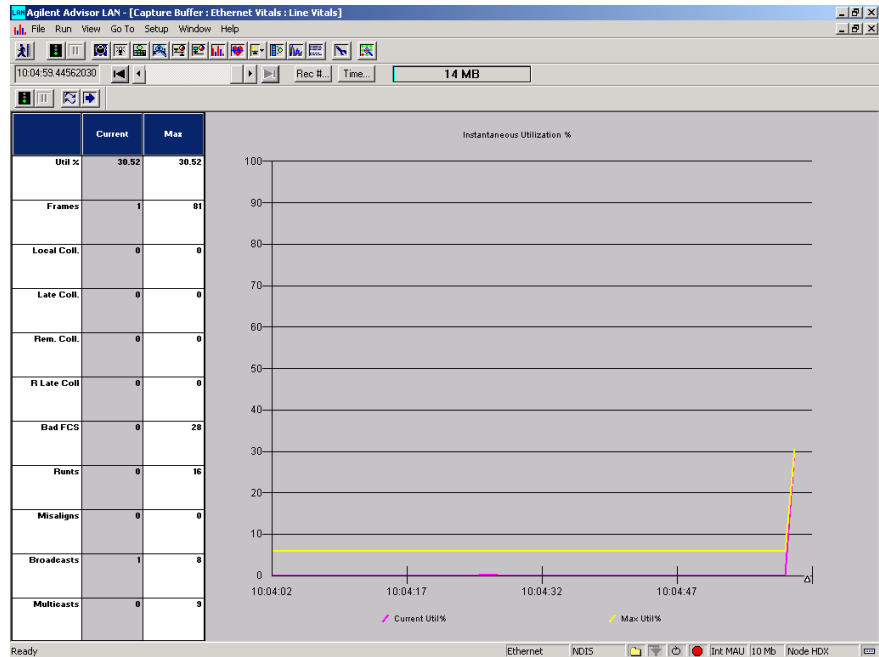 LAN Agilent Advisor LAN - [Capture Buffer : Ethernet Vitals : Line Vitals]
File Run View Go To Setup Window Help
10:04:59.44562030 Rec #... Time... 14 MB
Current Max
Util % 30.52 30.52
Frames 1 81
Local Coll. 0 0
Late Coll. 0 0
Rem. Coll. 0 0
R Late Coll 0 0
Bad FCS 0 28
Runts 0 16
Misaligns 0 0
Broadcasts 1 8
Multicasts 0 9
Instantaneous Utilization %
100
90
80
70
60
50
40
30
20
10
0
10:04:02 10:04:17 10:04:32 10:04:47
Current Util% Max Util%
Ready Ethernet NDIS Int MAU 10 Mb Node HDX